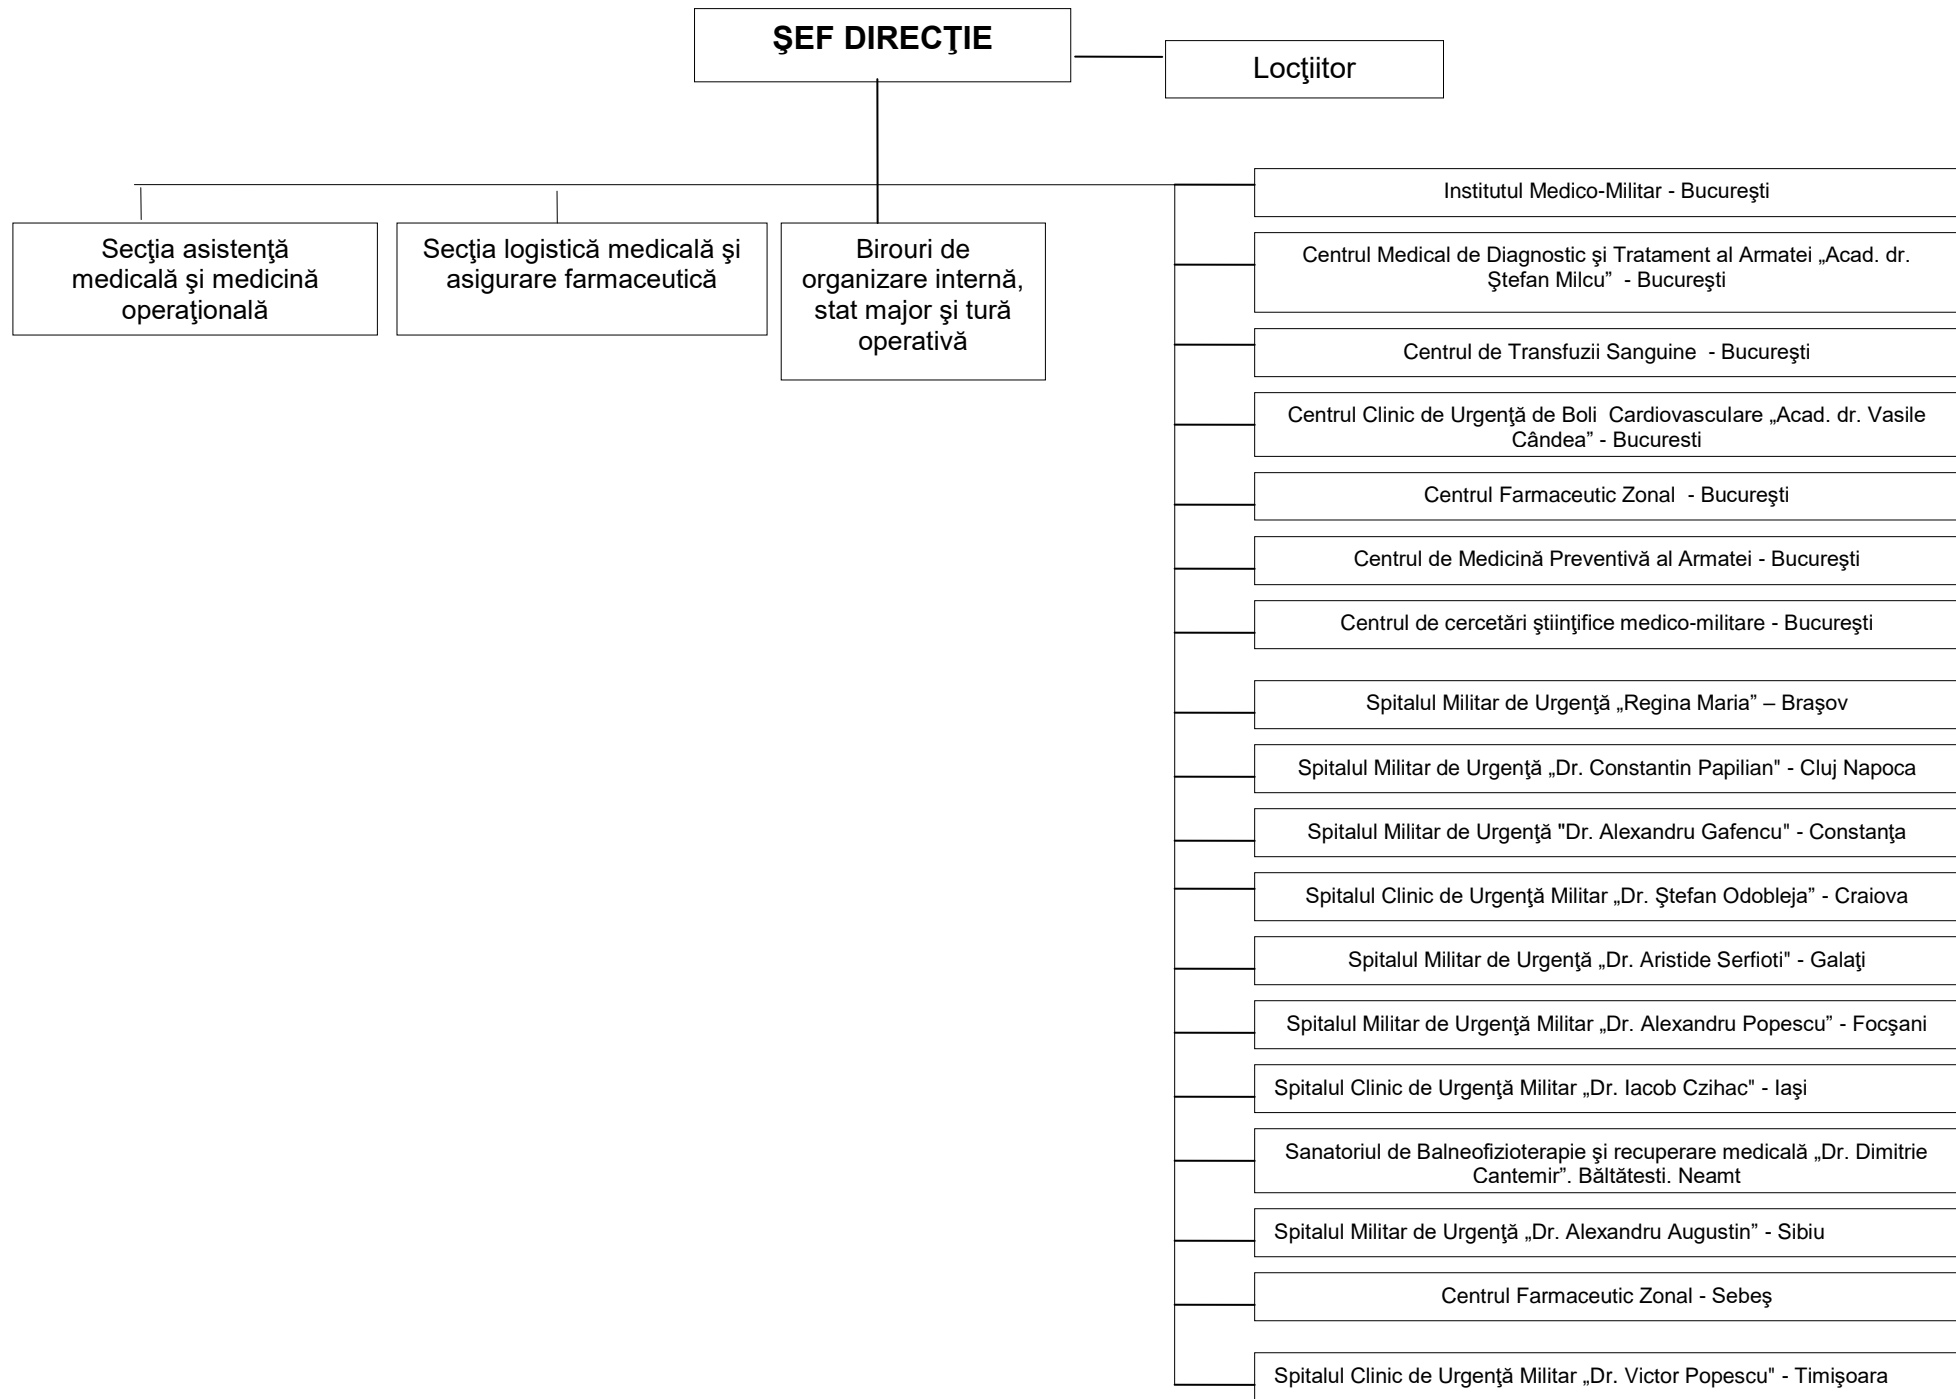 ŞEF DIRECŢIE
Locţiitor
Secţia asistenţă
medicală şi medicină
operaţională
Secţia logistică medicală şi
asigurare farmaceutică
Birouri de
organizare internă,
stat major şi tură
operativă
Institutul Medico-Militar - Bucureşti
Centrul Medical de Diagnostic şi Tratament al Armatei „Acad. dr.
Ştefan Milcu” - Bucureşti
Centrul de Transfuzii Sanguine - Bucureşti
Centrul Clinic de Urgenţă de Boli Cardiovasculare „Acad. dr. Vasile
Cândea” - Bucuresti
Centrul Farmaceutic Zonal - Bucureşti
Centrul de Medicină Preventivă al Armatei - Bucureşti
Centrul de cercetări ştiinţifice medico-militare - Bucureşti
Spitalul Militar de Urgenţă „Regina Maria” – Braşov
Spitalul Militar de Urgenţă „Dr. Constantin Papilian" - Cluj Napoca
Spitalul Militar de Urgenţă "Dr. Alexandru Gafencu" - Constanţa
Spitalul Clinic de Urgenţă Militar „Dr. Ştefan Odobleja” - Craiova
Spitalul Militar de Urgenţă „Dr. Aristide Serfioti" - Galaţi
Spitalul Militar de Urgenţă Militar „Dr. Alexandru Popescu” - Focşani
Spitalul Clinic de Urgenţă Militar „Dr. Iacob Czihac" - Iaşi
Sanatoriul de Balneofizioterapie şi recuperare medicală „Dr. Dimitrie
Cantemir”. Băltătesti. Neamt
Spitalul Militar de Urgenţă „Dr. Alexandru Augustin” - Sibiu
Centrul Farmaceutic Zonal - Sebeş
Spitalul Clinic de Urgenţă Militar „Dr. Victor Popescu" - Timişoara